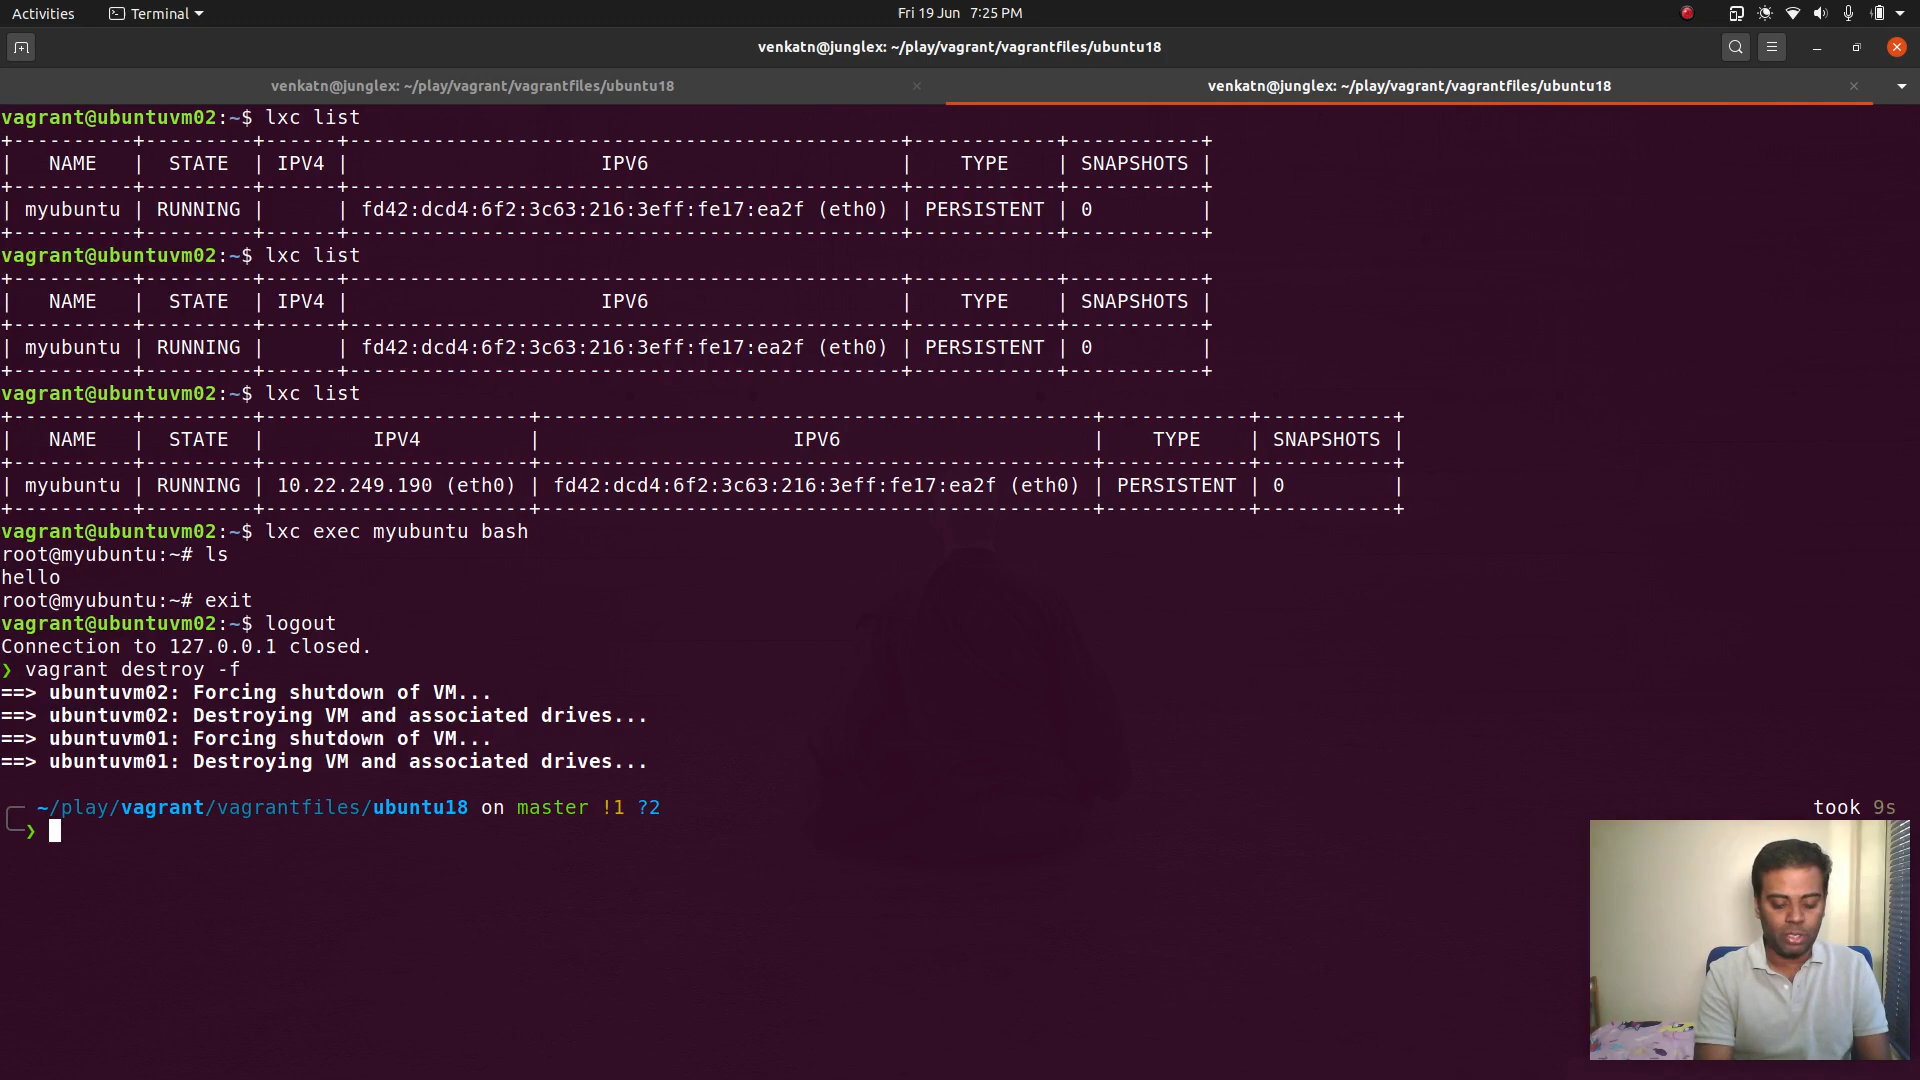 Activities Terminal Fri 19 Jun 7:25 PM
venkatn@junglex: ~/play/vagrant/vagrantfiles/ubuntu18
venkatn@junglex: ~/play/vagrant/vagrantfiles/ubuntu18 × venkatn@junglex: ~/play/vagrant/vagrantfiles/ubuntu18 ×
vagrant@ubuntuvm02:~$ lxc list
+----------+---------+------+-----------------------------------------------+------------+-----------+
|   NAME   |  STATE  | IPV4 |                     IPV6                      |    TYPE    | SNAPSHOTS |
+----------+---------+------+-----------------------------------------------+------------+-----------+
| myubuntu | RUNNING |      | fd42:dcd4:6f2:3c63:216:3eff:fe17:ea2f (eth0) | PERSISTENT | 0         |
+----------+---------+------+-----------------------------------------------+------------+-----------+
vagrant@ubuntuvm02:~$ lxc list
+----------+---------+------+-----------------------------------------------+------------+-----------+
|   NAME   |  STATE  | IPV4 |                     IPV6                      |    TYPE    | SNAPSHOTS |
+----------+---------+------+-----------------------------------------------+------------+-----------+
| myubuntu | RUNNING |      | fd42:dcd4:6f2:3c63:216:3eff:fe17:ea2f (eth0) | PERSISTENT | 0         |
+----------+---------+------+-----------------------------------------------+------------+-----------+
vagrant@ubuntuvm02:~$ lxc list
+----------+---------+----------------------+-----------------------------------------------+------------+-----------+
|   NAME   |  STATE  |         IPV4         |                     IPV6                      |    TYPE    | SNAPSHOTS |
+----------+---------+----------------------+-----------------------------------------------+------------+-----------+
| myubuntu | RUNNING | 10.22.249.190 (eth0) | fd42:dcd4:6f2:3c63:216:3eff:fe17:ea2f (eth0) | PERSISTENT | 0         |
+----------+---------+----------------------+-----------------------------------------------+------------+-----------+
vagrant@ubuntuvm02:~$ lxc exec myubuntu bash
root@myubuntu:~# ls
hello
root@myubuntu:~# exit
vagrant@ubuntuvm02:~$ logout
Connection to 127.0.0.1 closed.
❯ vagrant destroy -f
==> ubuntuvm02: Forcing shutdown of VM...
==> ubuntuvm02: Destroying VM and associated drives...
==> ubuntuvm01: Forcing shutdown of VM...
==> ubuntuvm01: Destroying VM and associated drives...
~/play/vagrant/vagrantfiles/ubuntu18 on master !1 ?2 took 9s
❯